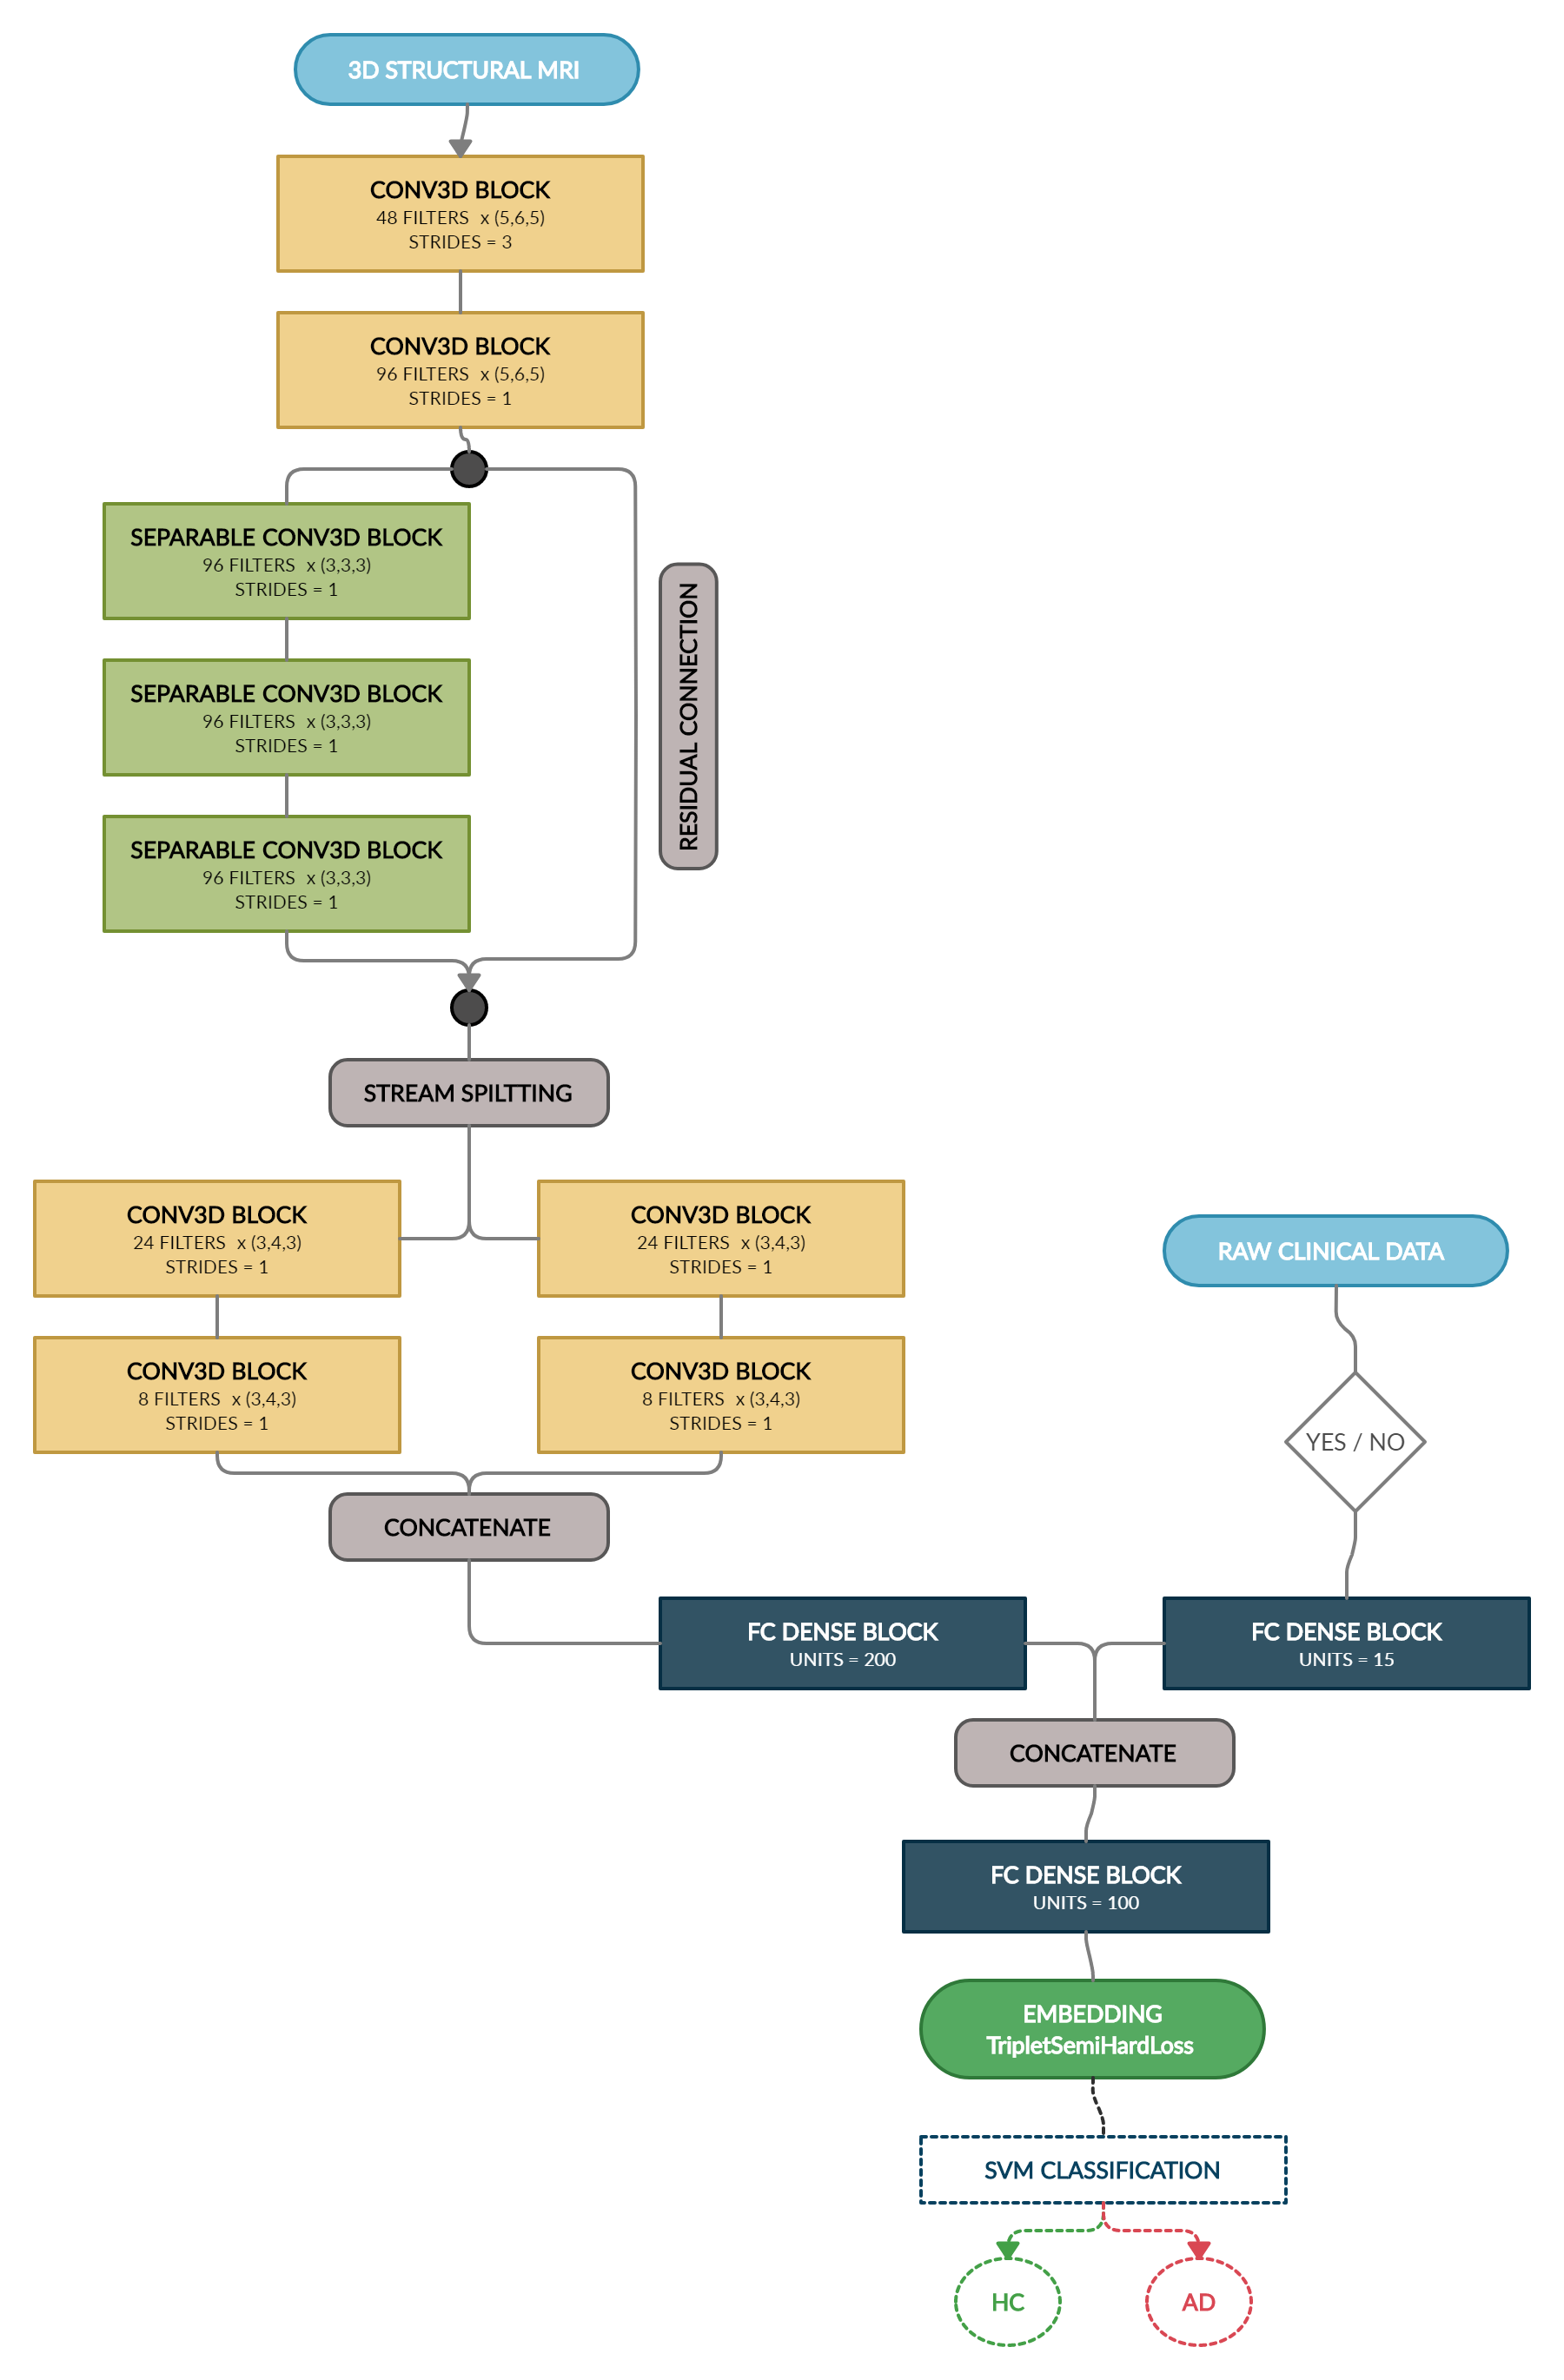 3D STRUCTURAL MRI
CONV3D BLOCK
48 FILTERS x (5,6,5)
STRIDES = 3
CONV3D BLOCK
96 FILTERS x (5,6,5)
STRIDES = 1
SEPARABLE CONV3D BLOCK
96 FILTERS x (3,3,3)
STRIDES = 1
SEPARABLE CONV3D BLOCK
96 FILTERS x (3,3,3)
STRIDES = 1
SEPARABLE CONV3D BLOCK
96 FILTERS x (3,3,3)
STRIDES = 1
RESIDUAL CONNECTION
STREAM SPILTTING
CONV3D BLOCK
24 FILTERS x (3,4,3)
STRIDES = 1
CONV3D BLOCK
24 FILTERS x (3,4,3)
STRIDES = 1
CONV3D BLOCK
8 FILTERS x (3,4,3)
STRIDES = 1
CONV3D BLOCK
8 FILTERS x (3,4,3)
STRIDES = 1
CONCATENATE
RAW CLINICAL DATA
YES / NO
FC DENSE BLOCK
UNITS = 200
FC DENSE BLOCK
UNITS = 15
CONCATENATE
FC DENSE BLOCK
UNITS = 100
EMBEDDING
TripletSemiHardLoss
SVM CLASSIFICATION
HC
AD